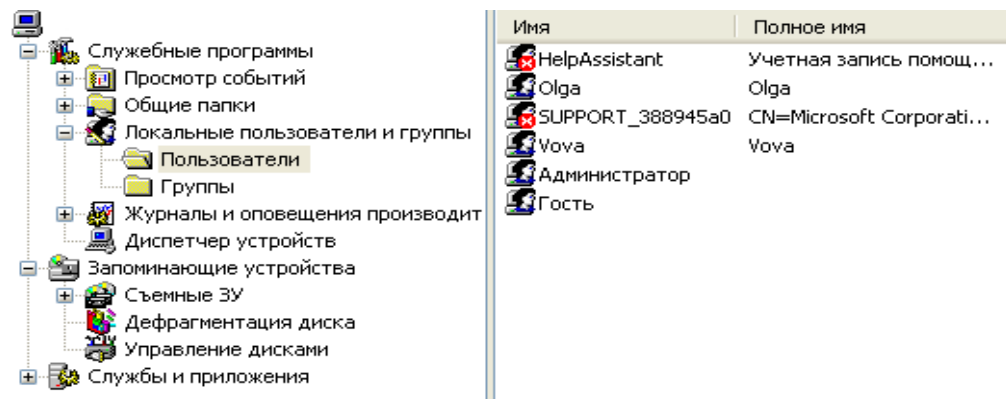 Служебные программы
Просмотр событий
Общие папки
Локальные пользователи и группы
Пользователи
Группы
Журналы и оповещения производит
Диспетчер устройств
Запоминающие устройства
Съемные ЗУ
Дефрагментация диска
Управление дисками
Службы и приложения
Имя Полное имя
HelpAssistant Учетная запись помощ...
Olga Olga
SUPPORT_388945a0 CN=Microsoft Corporati...
Vova Vova
Администратор
Гость